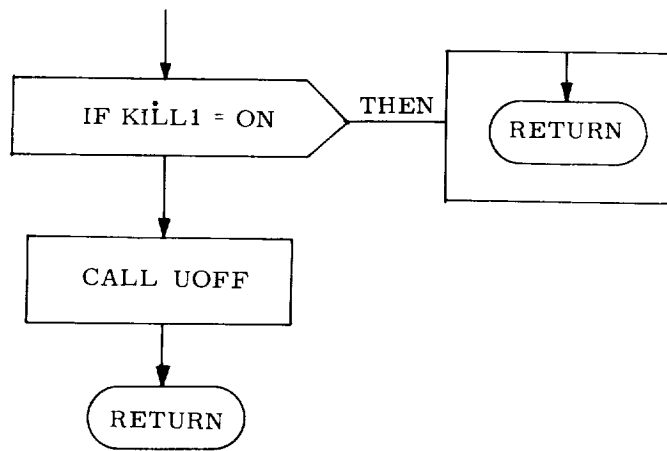 IF KILL1 = ON
THEN
RETURN
CALL UOFF
RETURN